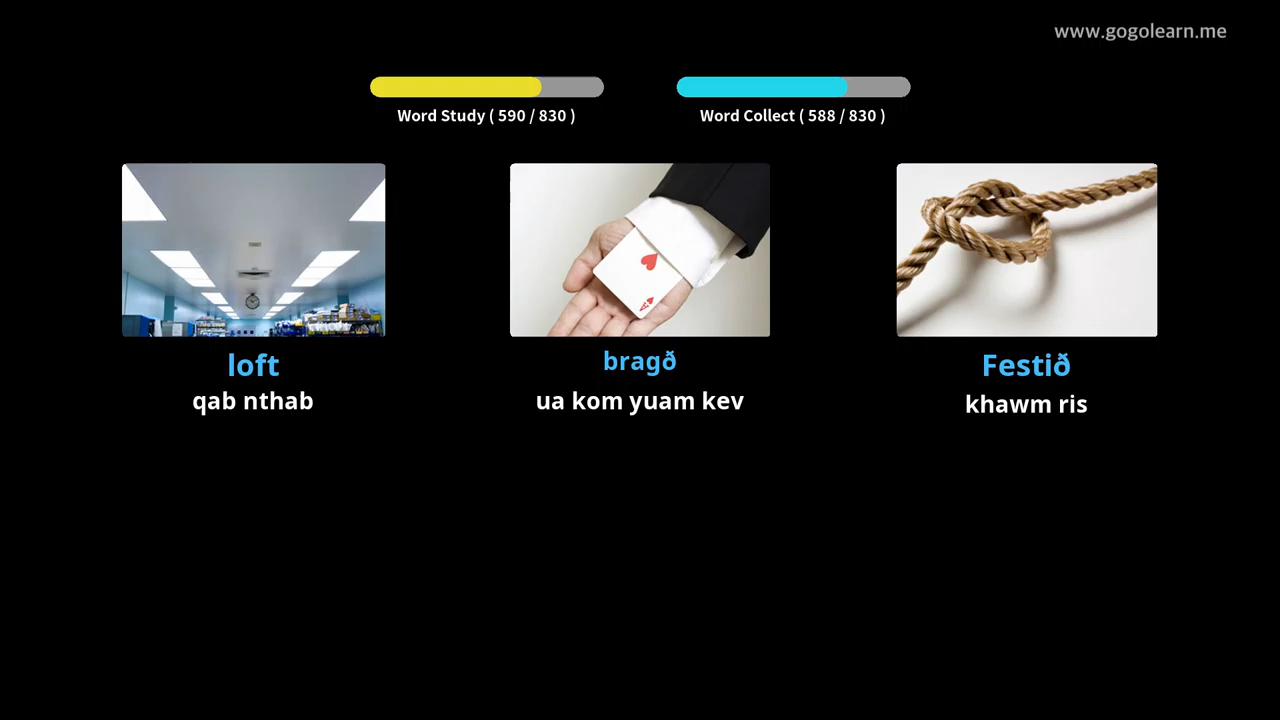 www.gogolearn.me
Word Study ( 590 / 830 )
Word Collect ( 588 / 830 )
loft
bragð
Festið
qab nthab
ua kom yuam kev
khawm ris